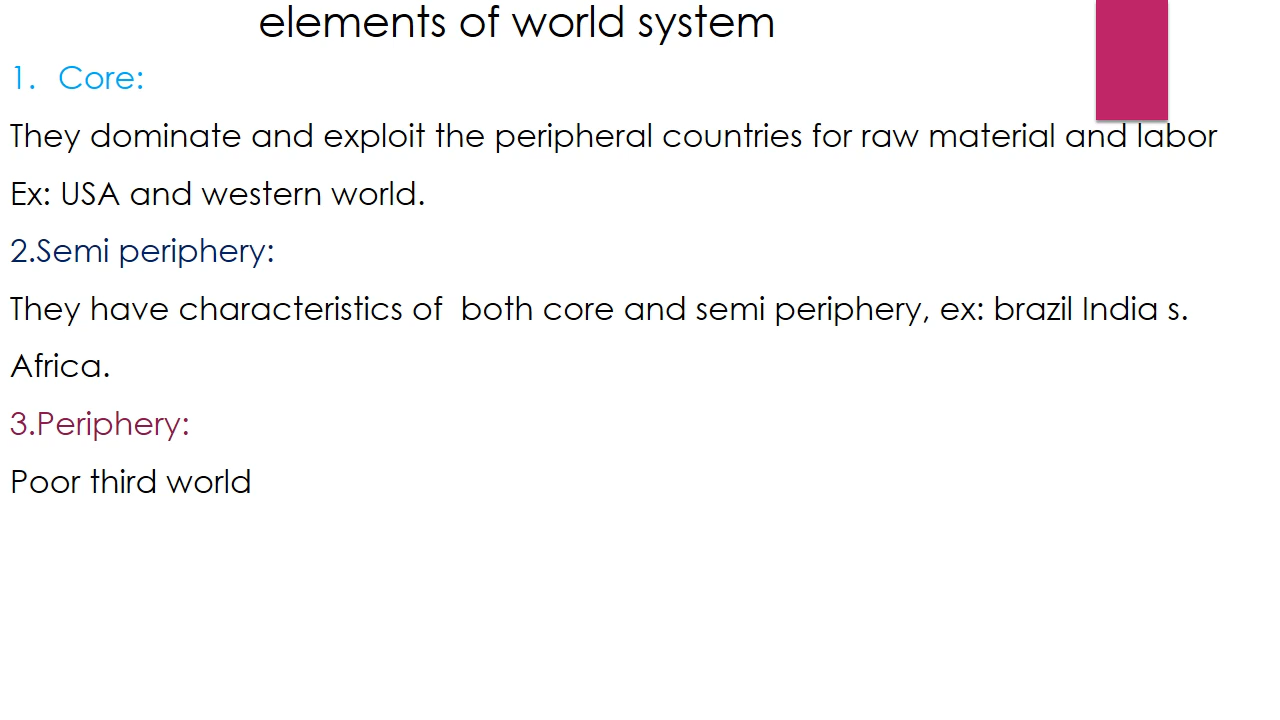 elements of world system
1. Core:
They dominate and exploit the peripheral countries for raw material and labor
Ex: USA and western world.
2.Semi periphery:
They have characteristics of  both core and semi periphery, ex: brazil India s.
Africa.
3.Periphery:
Poor third world